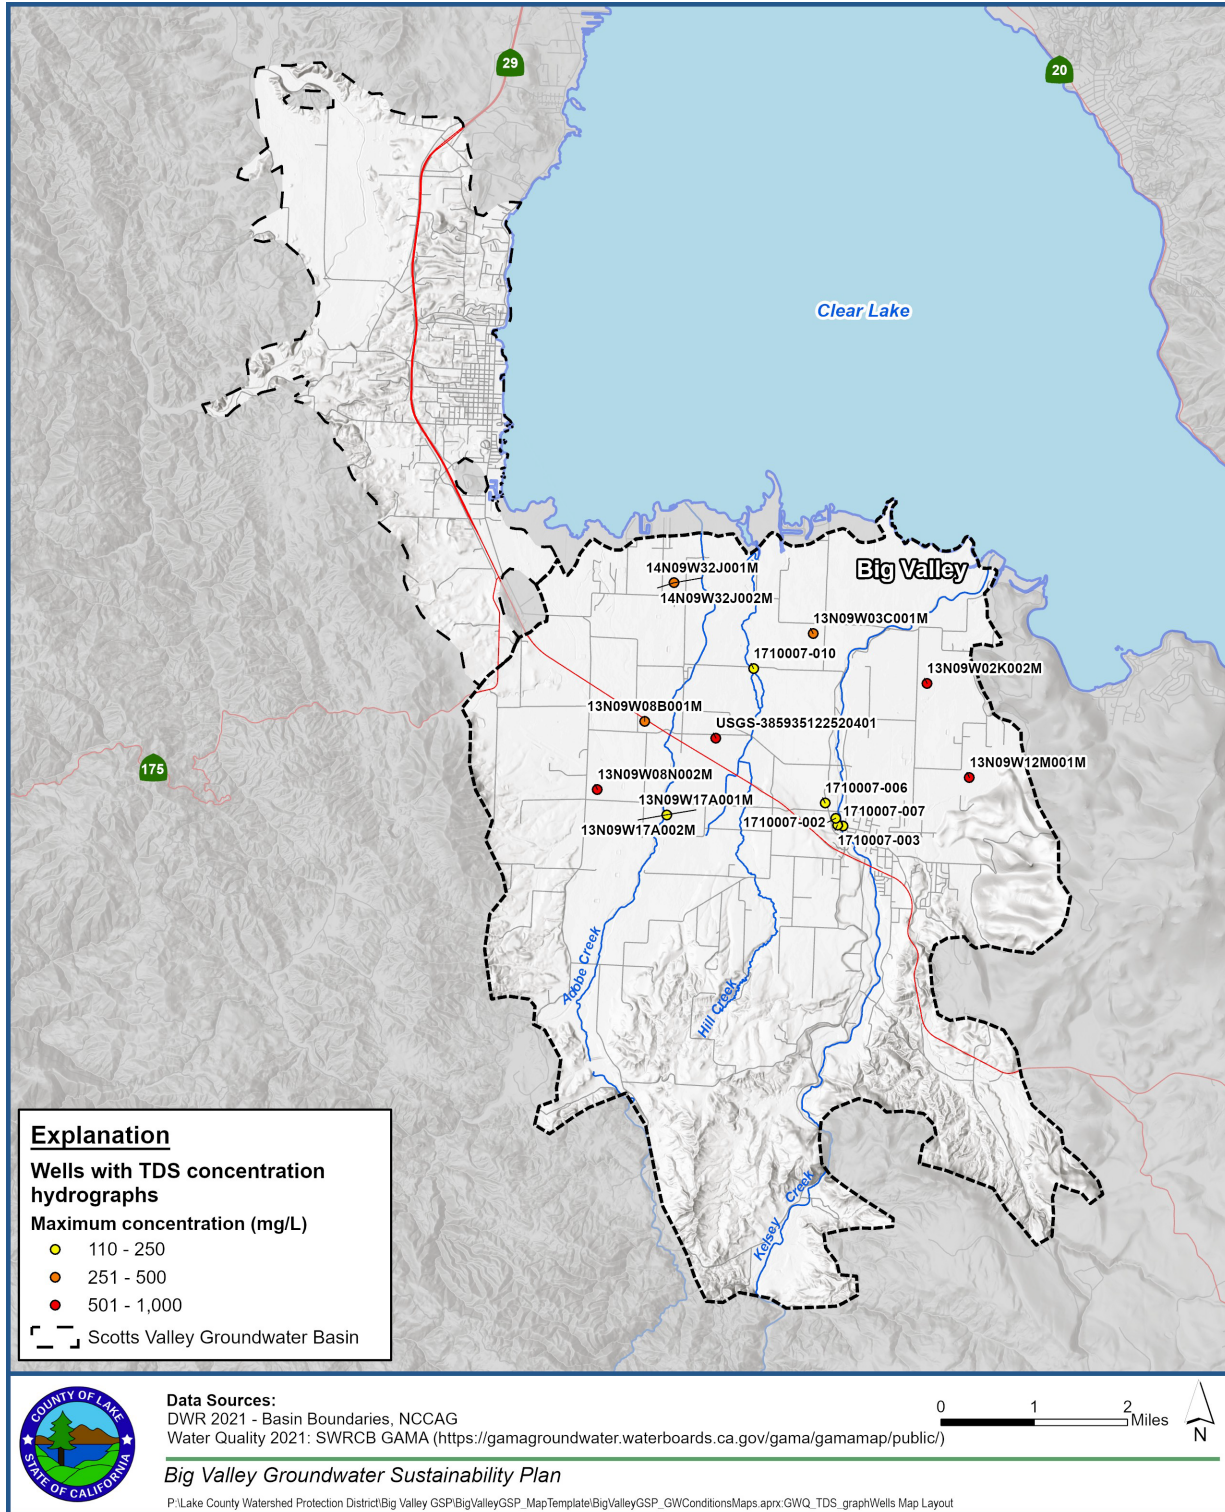 29
20
Clear Lake
Big Valley
14N09W32J001M
14N09W32J002M
13N09W03C001M
1710007-010
13N09W02K002M
13N09W08B001M
USGS-385935122520401
13N09W12M001M
175
13N09W08N002M
1710007-006
13N09W17A001M
1710007-007
1710007-002
13N09W17A002M
1710007-003
Adobe Creek
Hill Creek
Kelsey Creek
Explanation
Wells with TDS concentration
hydrographs
Maximum concentration (mg/L)
110 - 250
251 - 500
501 - 1,000
Scotts Valley Groundwater Basin
COUNTY OF LAKE
STATE OF CALIFORNIA
Data Sources:
DWR 2021 - Basin Boundaries, NCCAG
Water Quality 2021: SWRCB GAMA (https://gamagroundwater.waterboards.ca.gov/gama/gamamap/public/)
0 1 2
Miles
N
Big Valley Groundwater Sustainability Plan
P:\Lake County Watershed Protection District\Big Valley GSP\BigValleyGSP_MapTemplate\BigValleyGSP_GWConditionsMaps.aprx:GWQ_TDS_graphWells Map Layout